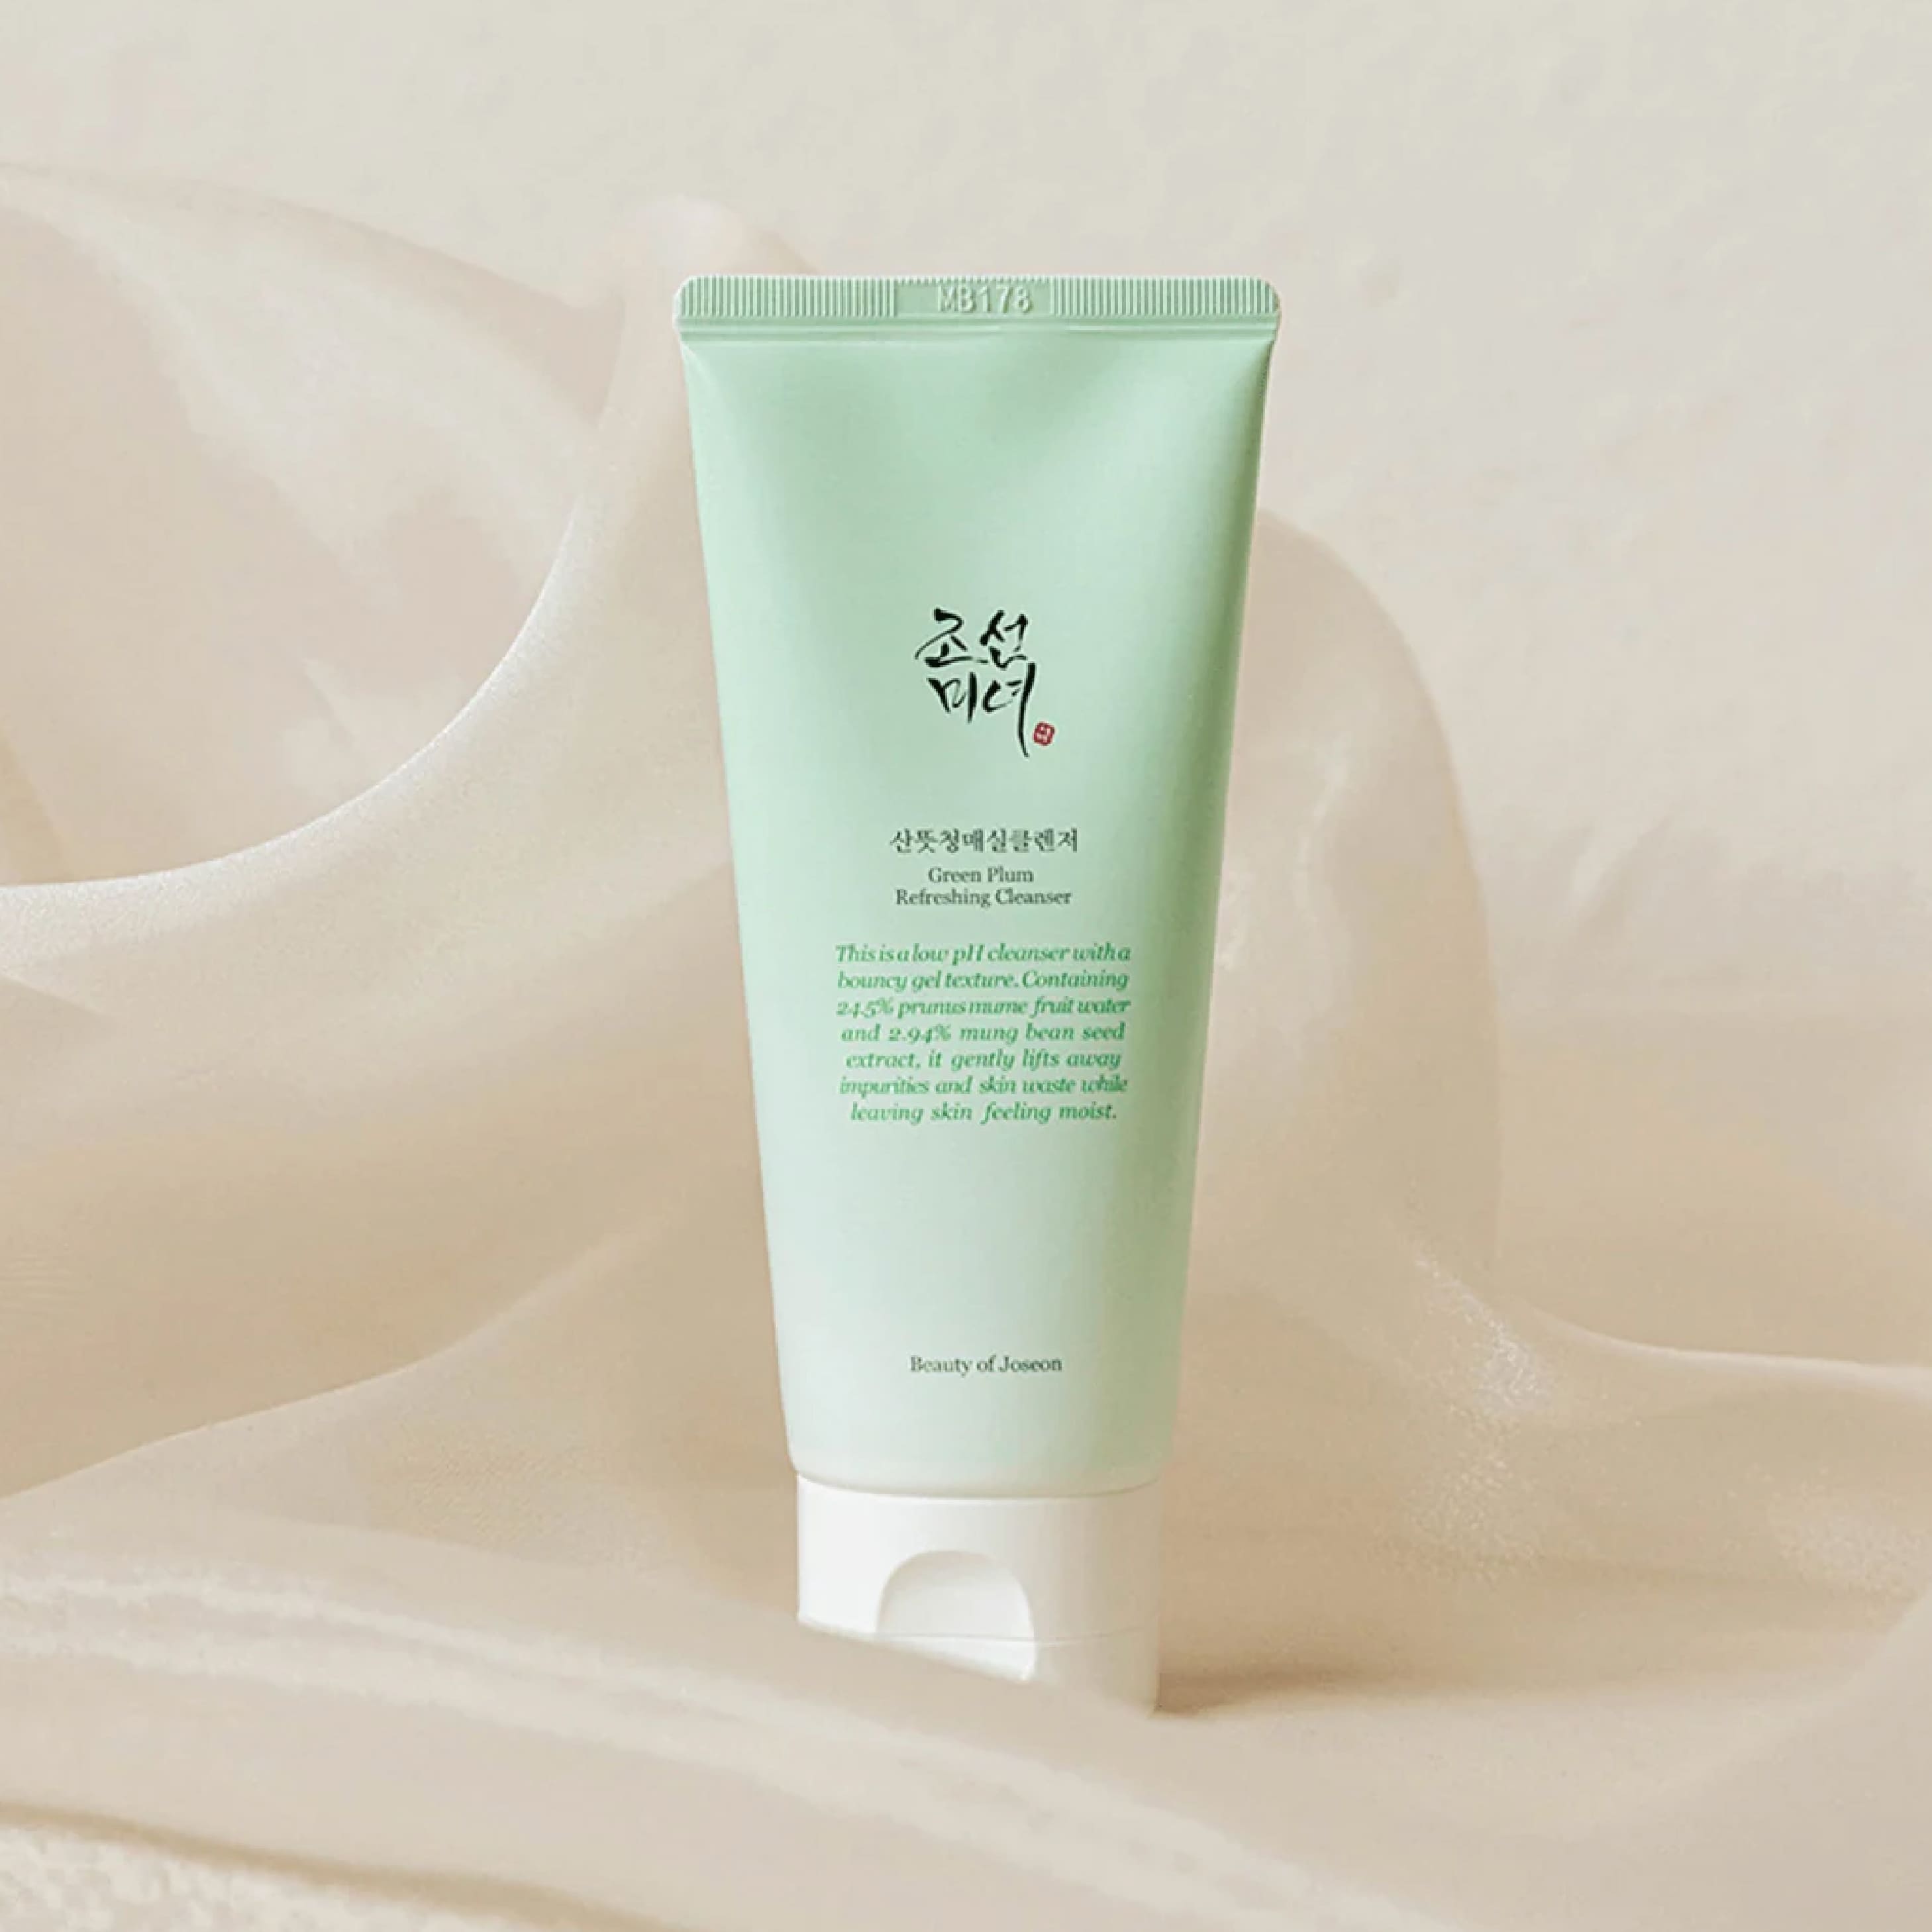 MB178
조선
미녀
산뜻청매실클렌저
Green Plum
Refreshing Cleanser
This is a low pH cleanser with a
bouncy gel texture. Containing
24.5% prunus mume fruit water
and 2.94% mung bean seed
extract, it gently lifts away
impurities and skin waste while
leaving skin feeling moist.
Beauty of Joseon